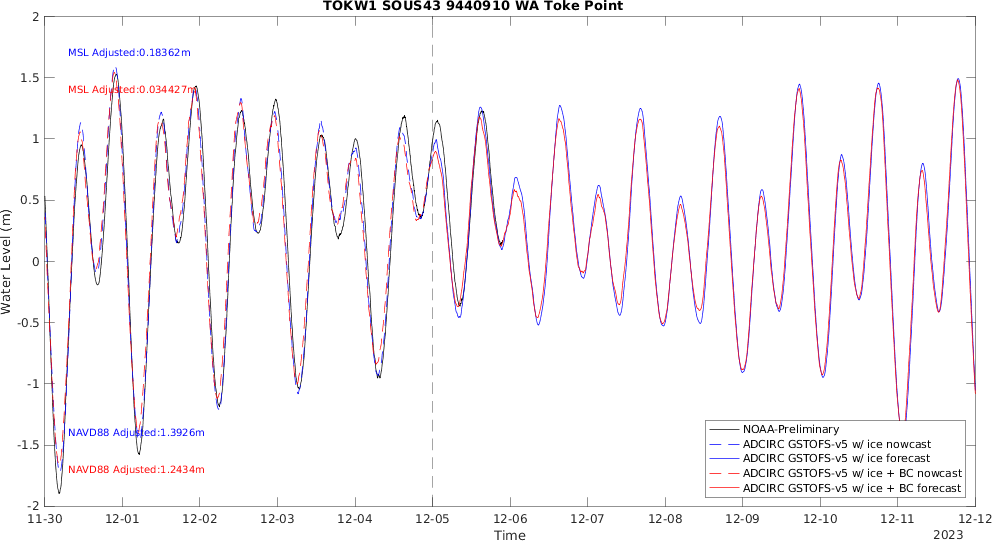 TOKW1 SOUS43 9440910 WA Toke Point
MSL Adjusted:0.18362m
MSL Adjusted:0.034427m
NAVD88 Adjusted:1.3926m
NAVD88 Adjusted:1.2434m
Water Level (m)
2
1.5
1
0.5
0
-0.5
-1
-1.5
-2
NOAA-Preliminary
ADCIRC GSTOFS-v5 w/ ice nowcast
ADCIRC GSTOFS-v5 w/ ice forecast
ADCIRC GSTOFS-v5 w/ ice + BC nowcast
ADCIRC GSTOFS-v5 w/ ice + BC forecast
11-30 12-01 12-02 12-03 12-04 12-05 12-06 12-07 12-08 12-09 12-10 12-11 12-12
Time
2023